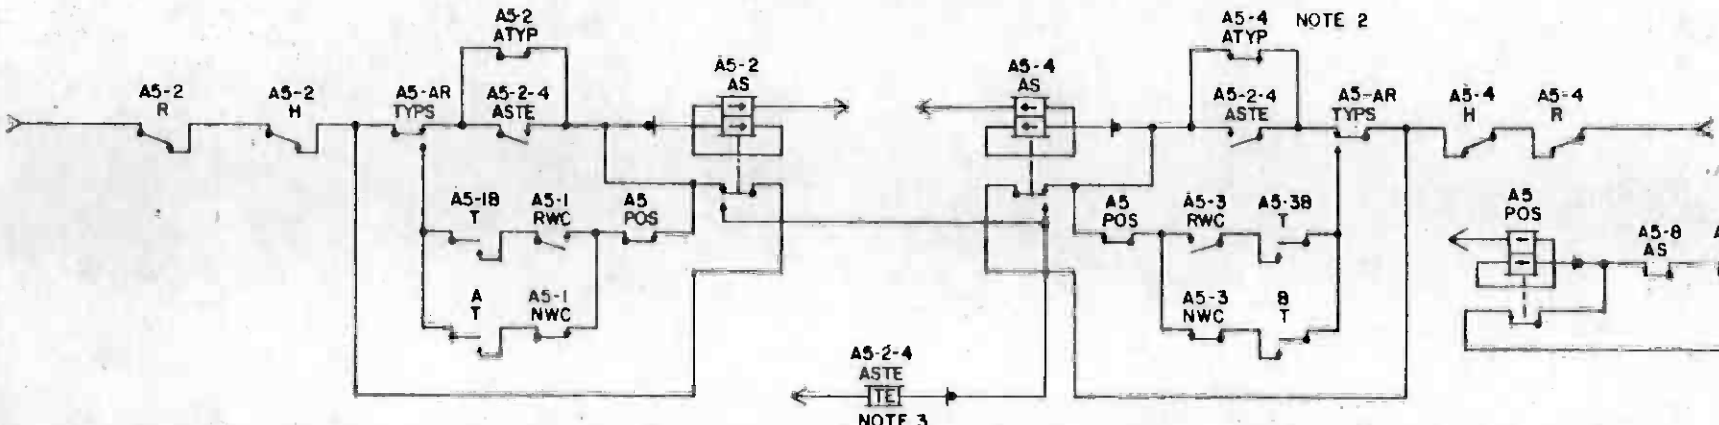 A5-2
ATYP
A5-4
ATYP
NOTE 2
A5-2
R
A5-2
H
A5-AR
TYPS
A5-2-4
ASTE
A5-2
AS
A5-4
AS
A5-2-4
ASTE
A5-AR
TYPS
A5-4
H
A5-4
R
A5-1B
T
A5-1
RWC
A5
POS
A5
POS
A5-3
RWC
A5-3B
T
A5
POS
A5-8
AS
A
T
A5-1
NWC
A5-3
NWC
B
T
A5-2-4
ASTE
TE
NOTE 3